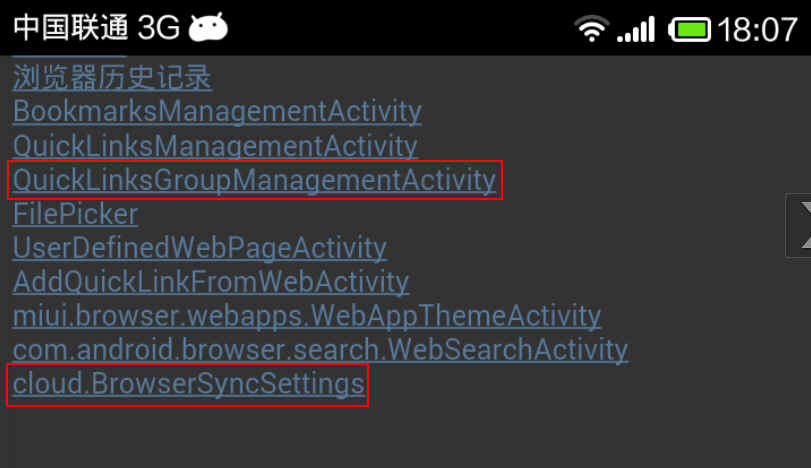 中国联通 3G 18:07
浏览器历史记录
BookmarksManagementActivity
QuickLinksManagementActivity
QuickLinksGroupManagementActivity
FilePicker
UserDefinedWebPageActivity
AddQuickLinkFromWebActivity
miui.browser.webapps.WebAppThemeActivity
com.android.browser.search.WebSearchActivity
cloud.BrowserSyncSettings